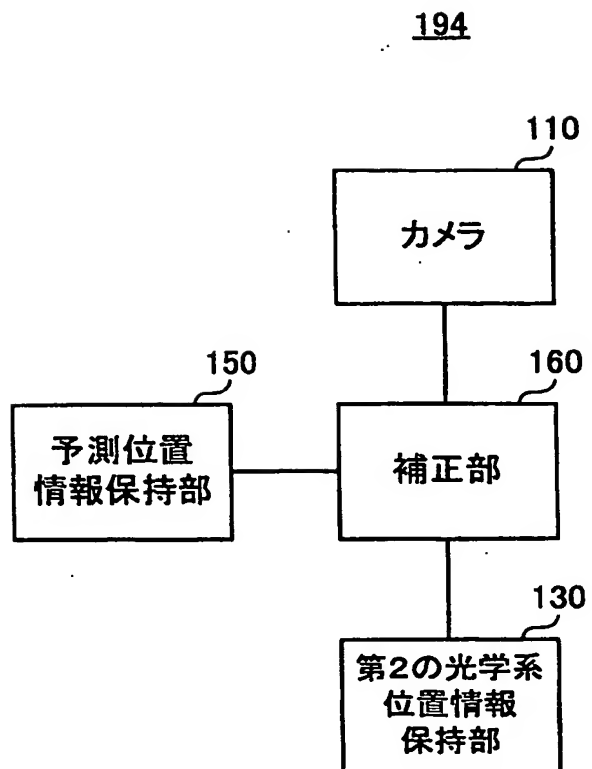 194
110
カメラ
150
予測位置
情報保持部
160
補正部
130
第2の光学系
位置情報
保持部